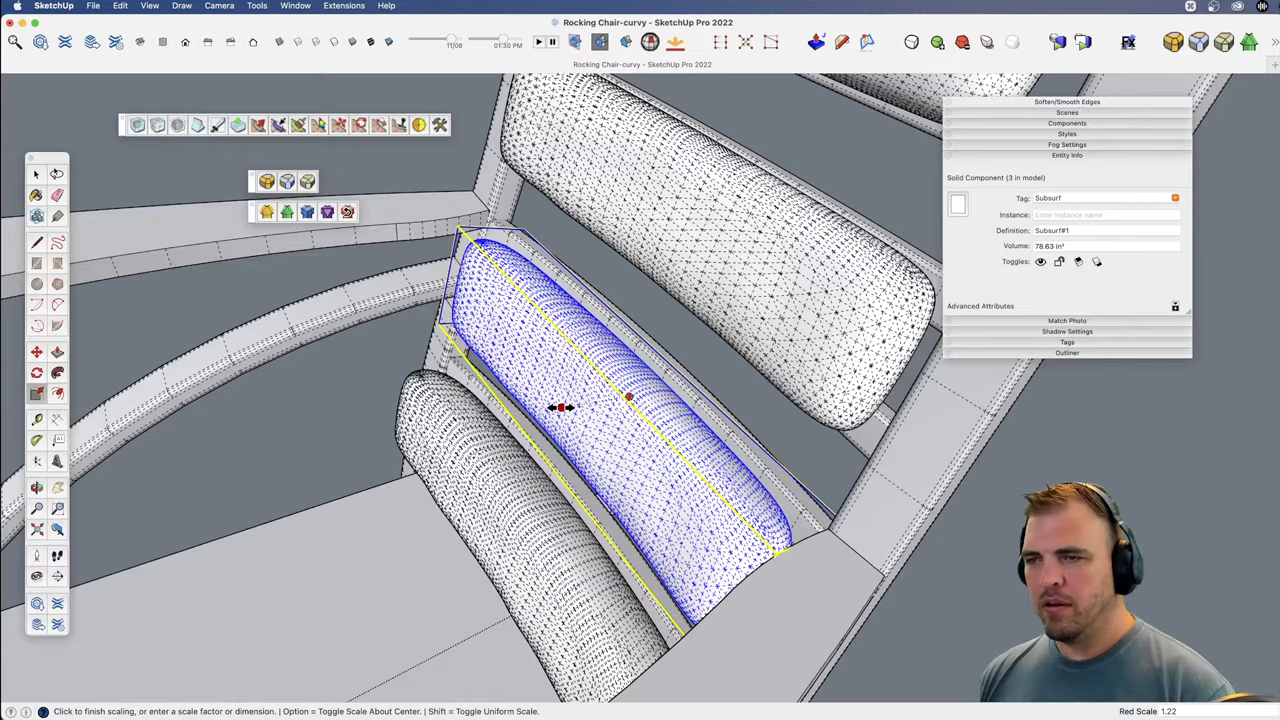 SketchUp File Edit View Draw Camera Tools Window Extensions Help
Rocking Chair-curvy - SketchUp Pro 2022
11/08
01:30 PM
Rocking Chair-curvy - SketchUp Pro 2022
Soften/Smooth Edges
Scenes
Components
Styles
Fog Settings
Entity Info
Solid Component (3 in model)
Tag: Subsurf
Instance: Enter instance name
Definition: Subsurf#1
Volume: 78.63 in³
Toggles:
Advanced Attributes
Match Photo
Shadow Settings
Tags
Outliner
Click to finish scaling, or enter a scale factor or dimension. | Option = Toggle Scale About Center. | Shift = Toggle Uniform Scale.
Red Scale 1.22